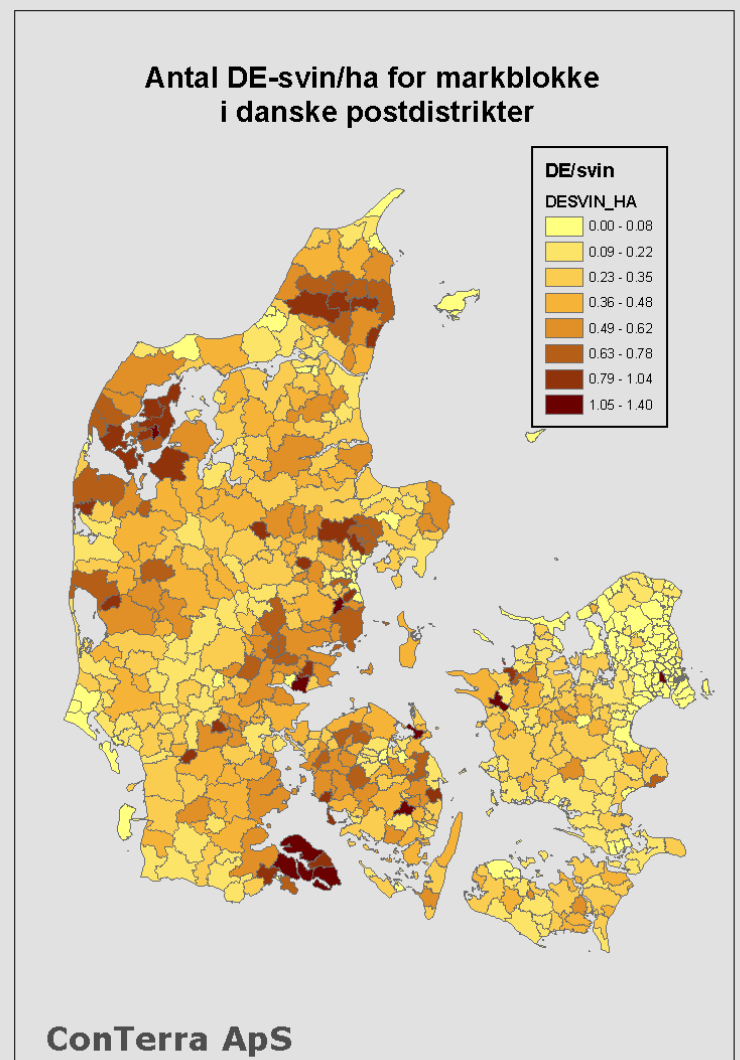 Antal DE-svin/ha for markblokke
i danske postdistrikter
DE/svin
DESVIN_HA
0.00 - 0.08
0.09 - 0.22
0.23 - 0.35
0.36 - 0.48
0.49 - 0.62
0.63 - 0.78
0.79 - 1.04
1.05 - 1.40
ConTerra ApS